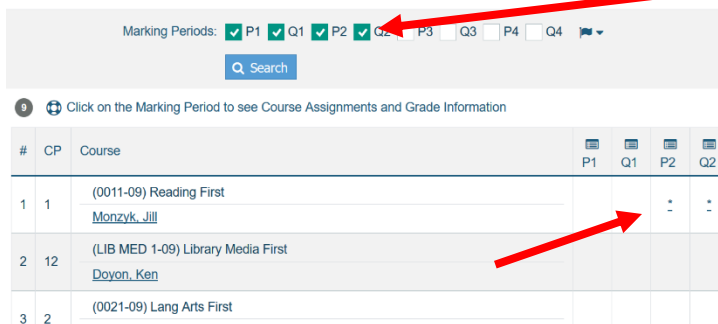 Marking Periods: P1 Q1 P2 Q2 P3 Q3 P4 Q4
Search
9 Click on the Marking Period to see Course Assignments and Grade Information
# CP Course P1 Q1 P2 Q2
1 1 (0011-09) Reading First * *
Monzyk, Jill
2 12 (LIB MED 1-09) Library Media First
Doyon, Ken
3 2 (0021-09) Lang Arts First